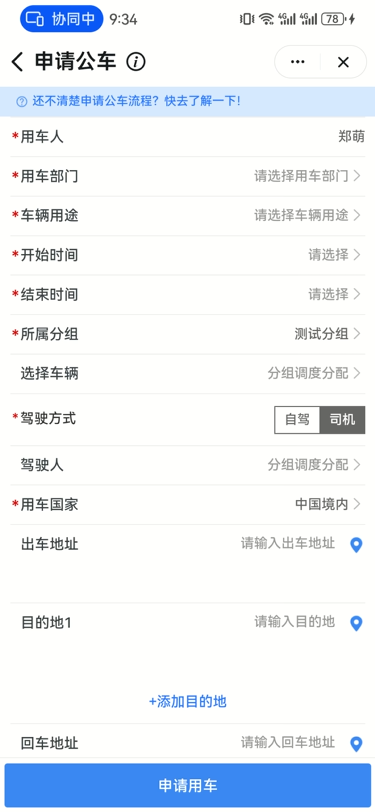 协同中 9:34 4G 4G 78
申请公车
还不清楚申请公车流程？快去了解一下！
*用车人 郑萌
*用车部门 请选择用车部门
*车辆用途 请选择车辆用途
*开始时间 请选择
*结束时间 请选择
*所属分组 测试分组
选择车辆 分组调度分配
*驾驶方式 自驾 司机
驾驶人 分组调度分配
*用车国家 中国境内
出车地址 请输入出车地址
目的地1 请输入目的地
+添加目的地
回车地址 请输入回车地址
申请用车